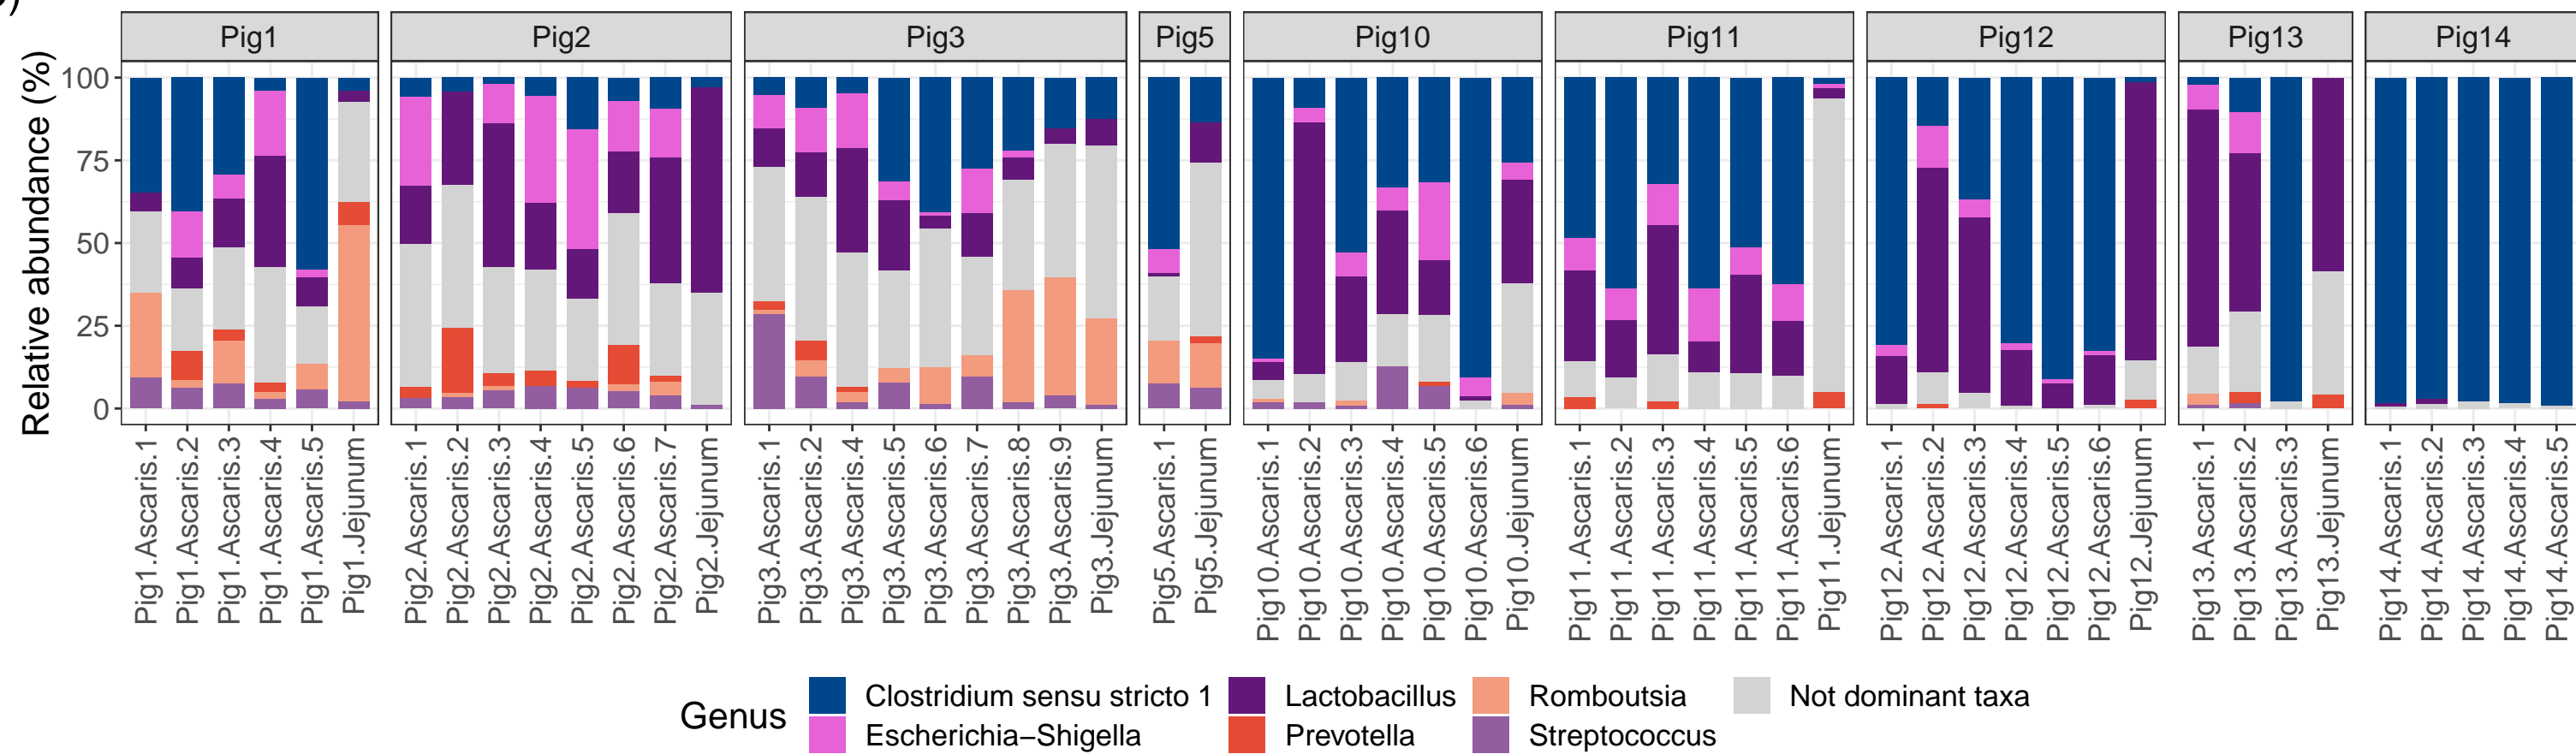 Pig1 Pig2 Pig3 Pig5 Pig10 Pig11 Pig12 Pig13 Pig14
Relative abundance (%)
100
75
50
25
0
Pig1.Ascaris.1
Pig1.Ascaris.2
Pig1.Ascaris.3
Pig1.Ascaris.4
Pig1.Ascaris.5
Pig1.Jejunum
Pig2.Ascaris.1
Pig2.Ascaris.2
Pig2.Ascaris.3
Pig2.Ascaris.4
Pig2.Ascaris.5
Pig2.Ascaris.6
Pig2.Ascaris.7
Pig2.Jejunum
Pig3.Ascaris.1
Pig3.Ascaris.2
Pig3.Ascaris.4
Pig3.Ascaris.5
Pig3.Ascaris.6
Pig3.Ascaris.7
Pig3.Ascaris.8
Pig3.Ascaris.9
Pig3.Jejunum
Pig5.Ascaris.1
Pig5.Jejunum
Pig10.Ascaris.1
Pig10.Ascaris.2
Pig10.Ascaris.3
Pig10.Ascaris.4
Pig10.Ascaris.5
Pig10.Ascaris.6
Pig10.Jejunum
Pig11.Ascaris.1
Pig11.Ascaris.2
Pig11.Ascaris.3
Pig11.Ascaris.4
Pig11.Ascaris.5
Pig11.Ascaris.6
Pig11.Jejunum
Pig12.Ascaris.1
Pig12.Ascaris.2
Pig12.Ascaris.3
Pig12.Ascaris.4
Pig12.Ascaris.5
Pig12.Ascaris.6
Pig12.Jejunum
Pig13.Ascaris.1
Pig13.Ascaris.2
Pig13.Ascaris.3
Pig13.Jejunum
Pig14.Ascaris.1
Pig14.Ascaris.2
Pig14.Ascaris.3
Pig14.Ascaris.4
Pig14.Ascaris.5
Genus
Clostridium sensu stricto 1 Lactobacillus Romboutsia Not dominant taxa
Escherichia−Shigella Prevotella Streptococcus